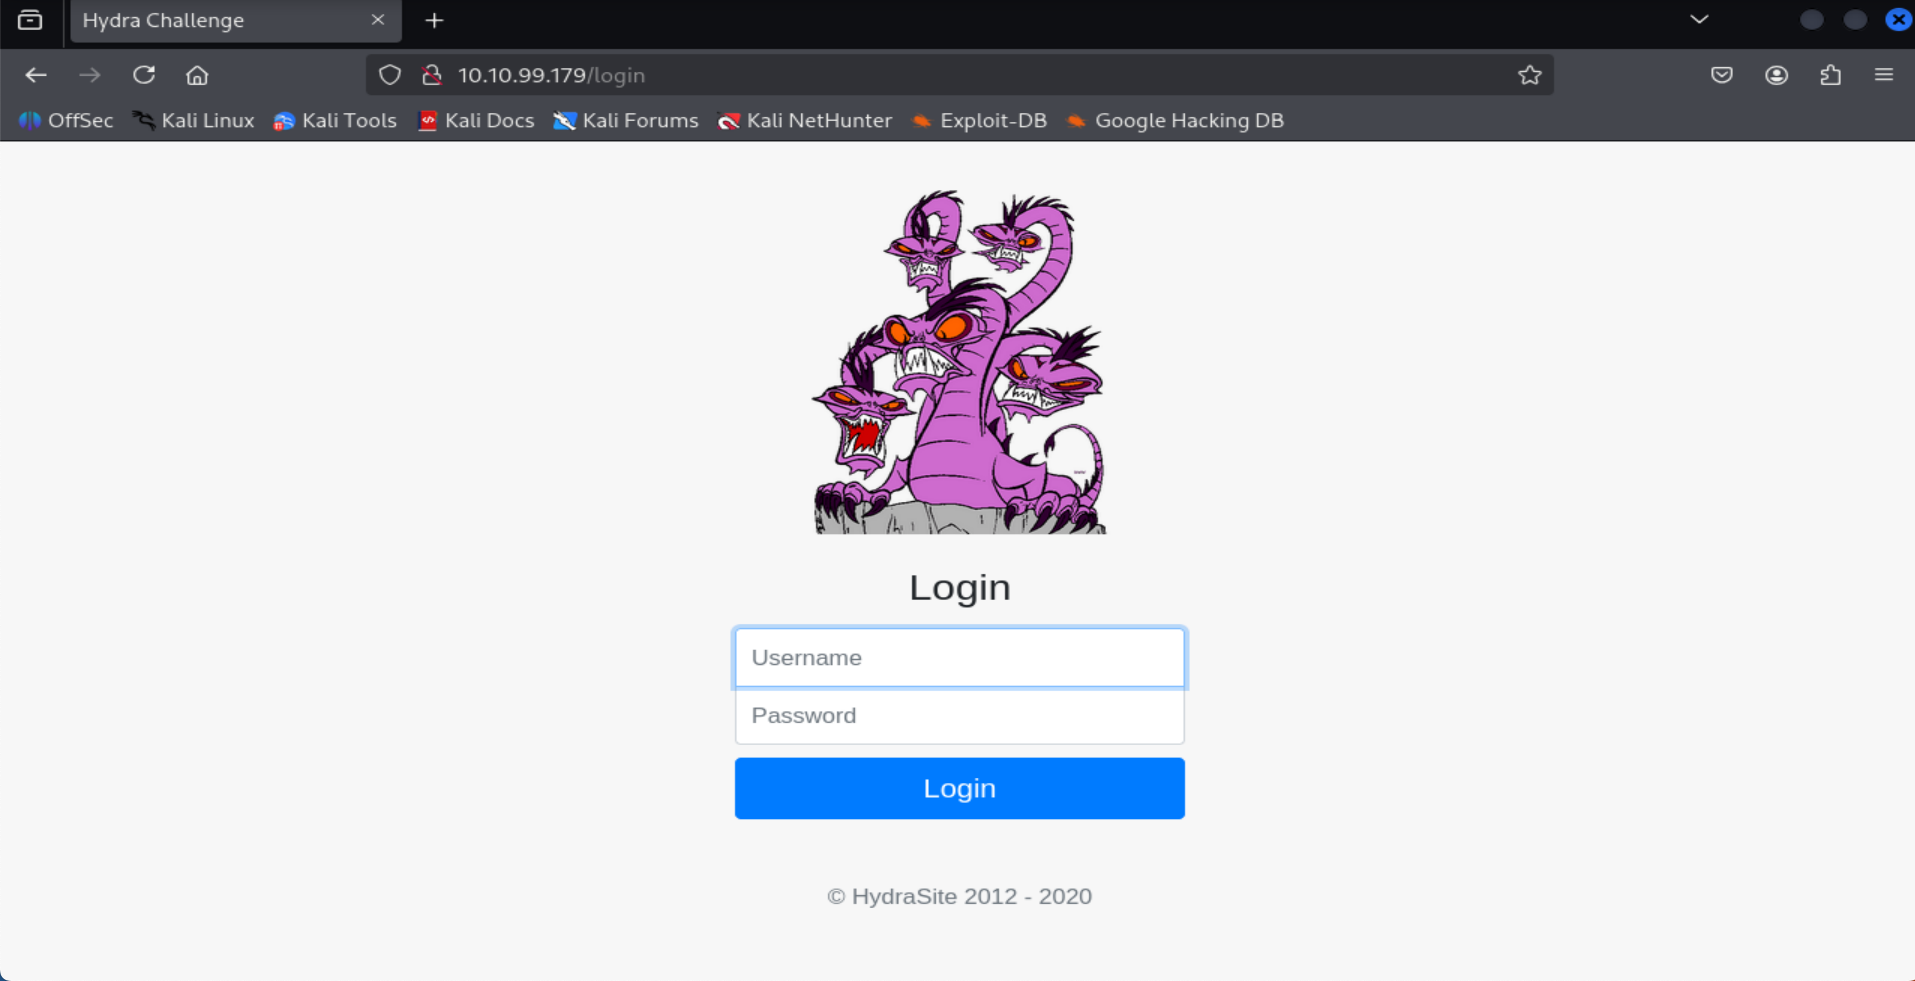 Hydra Challenge
10.10.99.179/login
OffSec Kali Linux Kali Tools Kali Docs Kali Forums Kali NetHunter Exploit-DB Google Hacking DB
Login
Username
Password
Login
© HydraSite 2012 - 2020